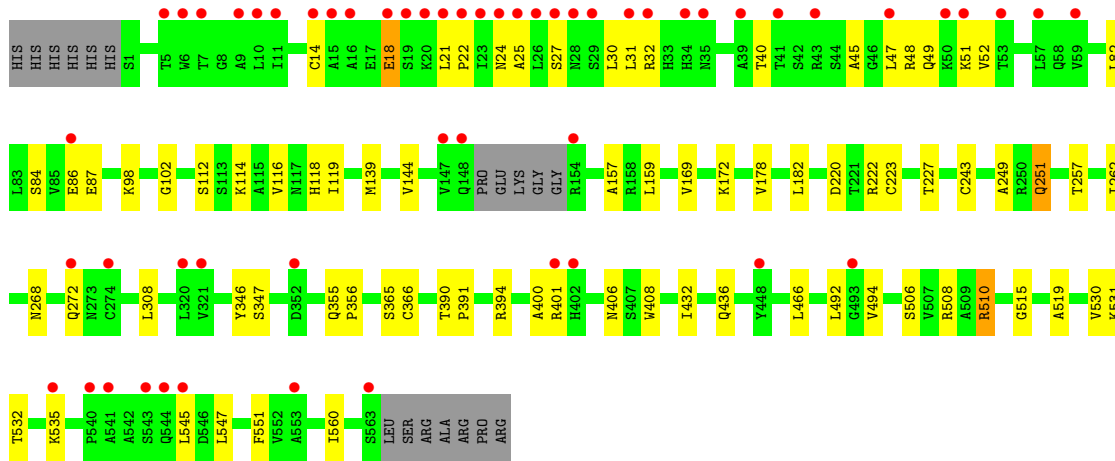 HIS HIS HIS HIS HIS HIS S1 T5 W6 T7 G8 A9 L10 I11 C14 A15 A16 E17 E18 S19 K20 L21 P22 I23 N24 A25 L26 S27 N28 S29 L30 L31 R32 H33 H34 N35 A39 T40 T41 S42 R43 S44 A45 G46 L47 R48 Q49 K50 K51 V52 T53 L57 Q58 V59 L82
L83 S84 V85 E86 E87 K98 G102 S112 S113 K114 A115 V116 N117 H118 I119 M139 V144 V147 Q148 PRO GLU LYS GLY GLY R154 A157 R158 L159 V169 K172 V178 L182 D220 T221 R222 C223 T227 C243 A249 R250 Q251 T257 I262
N268 Q272 N273 C274 L308 L320 V321 Y346 S347 D352 Q355 P356 S365 C366 T390 P391 R394 A400 R401 H402 N406 S407 W408 I432 Q436 Y448 L466 L492 G493 V494 S506 V507 R508 A509 R510 G515 A519 V530 K531
T532 K535 P540 A541 A542 S543 Q544 L545 D546 L547 F551 V552 A553 I560 S563 LEU SER ARG ALA ARG PRO ARG